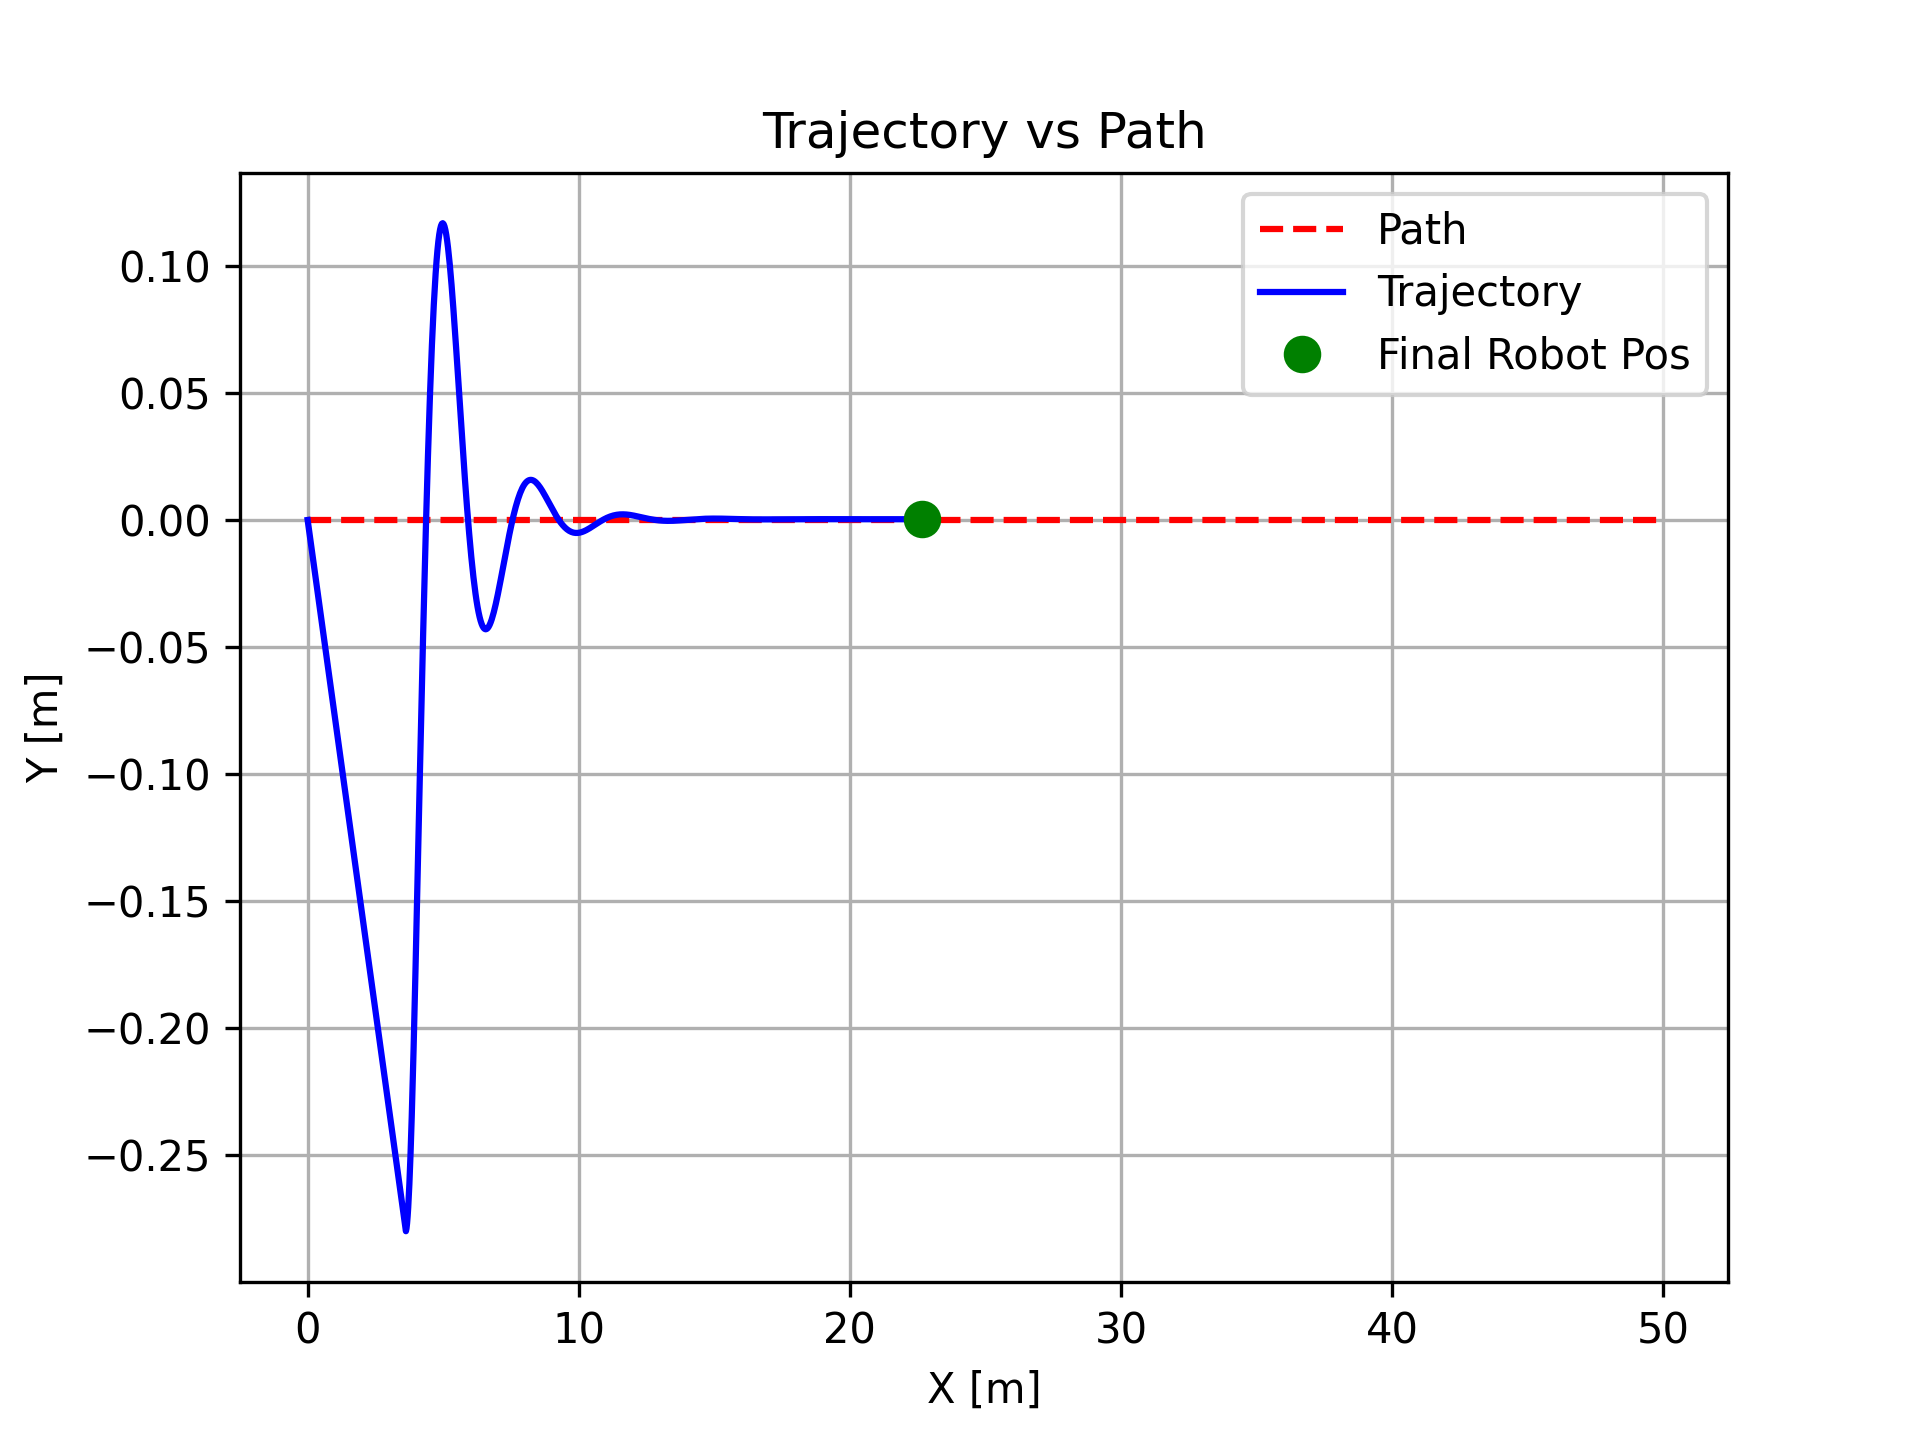 Trajectory vs Path
Path
Trajectory
Final Robot Pos
0.10
0.05
0.00
−0.05
−0.10
−0.15
−0.20
−0.25
Y [m]
0 10 20 30 40 50
X [m]